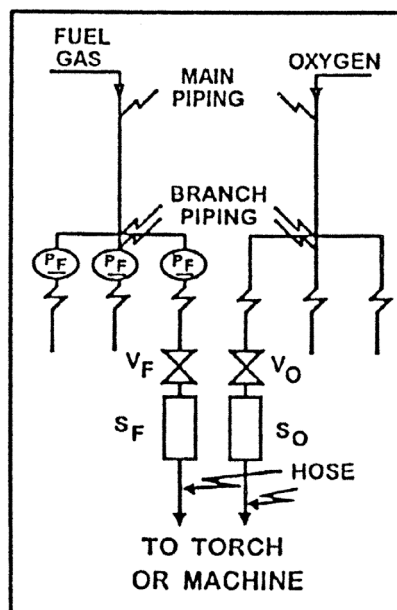 FUEL
GAS
OXYGEN
MAIN
PIPING
BRANCH
PIPING
PF PF PF
VF VO
SF SO
HOSE
TO TORCH
OR MACHINE